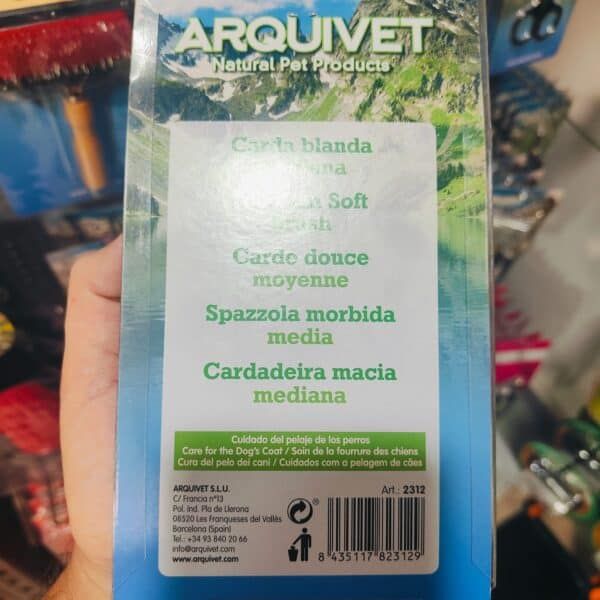 ARQUIVET
Natural Pet Products
Carda blanda
Soft
Carde douce
moyenne
Spazzola morbida
media
Cardadeira macia
mediana
Cuidado del pelaje de los perros
Care for the Dog's Coat / Soin de la fourrure des chiens
Cura del pelo dei cani / Cuidados com a pelagem de cães
ARQUIVET S.L.U.
C/ Francia nº13
Pol. ind. Pla de Llerona
08520 Les Franqueses del Vallès
Barcelona (Spain)
Tel.: +34 93 840 20 66
info@arquivet.com
www.arquivet.com
Art.: 2312
8 435117 823129